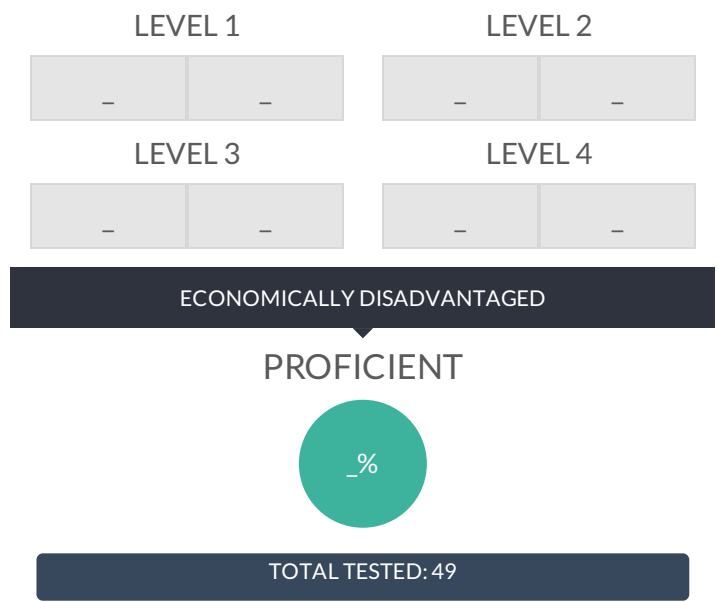 LEVEL 1 LEVEL 2
_ _ _ _
LEVEL 3 LEVEL 4
_ _ _ _
ECONOMICALLY DISADVANTAGED
PROFICIENT
_%
TOTAL TESTED: 49